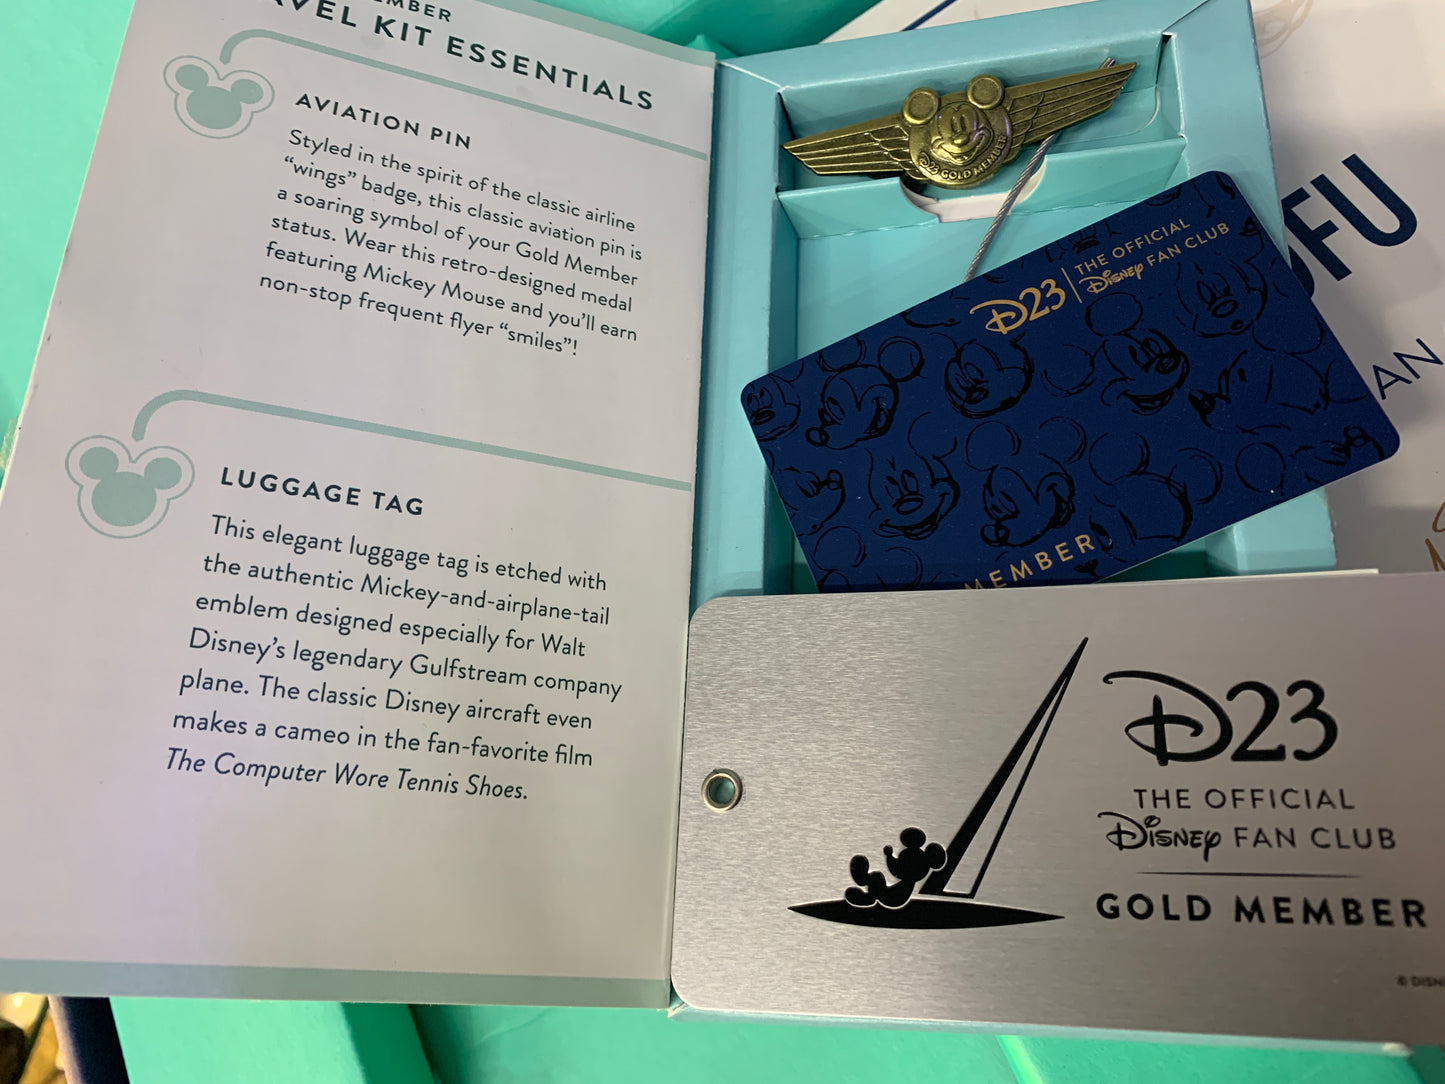 KIT ESSENTIALS
AVIATION PIN
Styled in the spirit of the classic airline
“wings” badge, this classic aviation pin is
a soaring symbol of your Gold Member
status. Wear this retro-designed medal
featuring Mickey Mouse and you’ll earn
non-stop frequent flyer “smiles”!
LUGGAGE TAG
This elegant luggage tag is etched with
the authentic Mickey-and-airplane-tail
emblem designed especially for Walt
Disney’s legendary Gulfstream company
plane. The classic Disney aircraft even
makes a cameo in the fan-favorite film
The Computer Wore Tennis Shoes.
D23 GOLD MEMBER
D23 THE OFFICIAL
Disney FAN CLUB
MEMBER
FU
AN
D23
THE OFFICIAL
Disney FAN CLUB
GOLD MEMBER